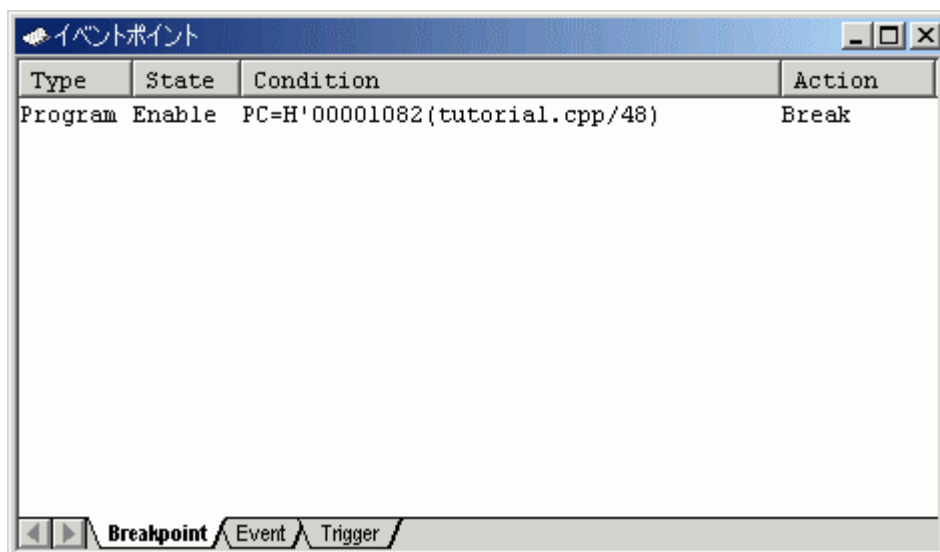 イベントポイント
Type State Condition Action
Program Enable PC=H'00001082(tutorial.cpp/48) Break
Breakpoint Event Trigger